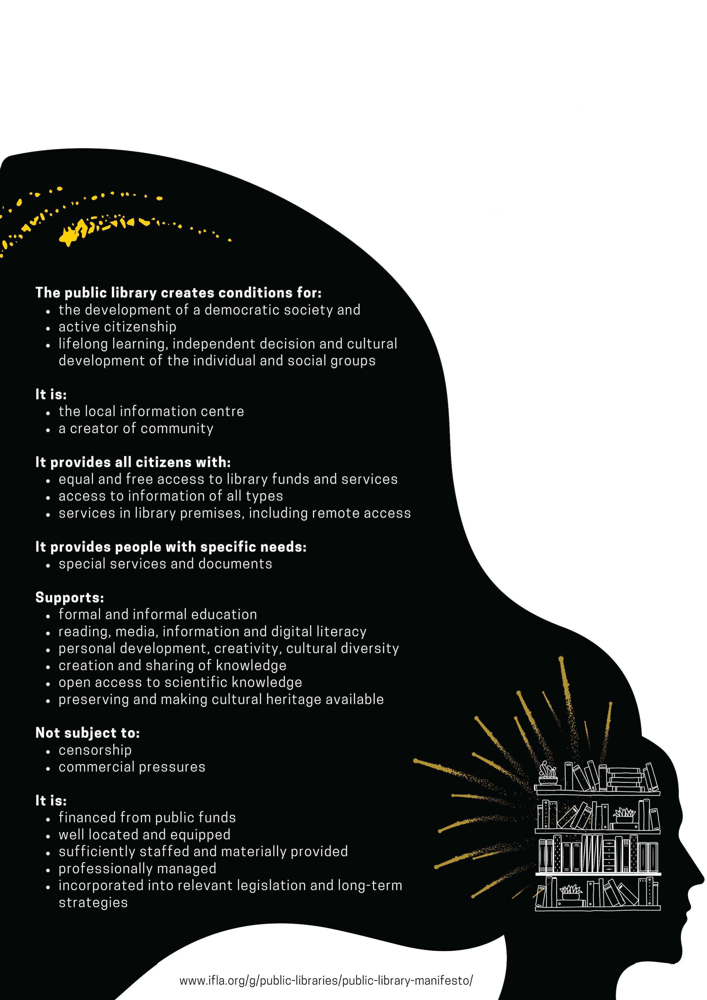 The public library creates conditions for:
• the development of a democratic society and
• active citizenship
• lifelong learning, independent decision and cultural
development of the individual and social groups
It is:
• the local information centre
• a creator of community
It provides all citizens with:
• equal and free access to library funds and services
• access to information of all types
• services in library premises, including remote access
It provides people with specific needs:
• special services and documents
Supports:
• formal and informal education
• reading, media, information and digital literacy
• personal development, creativity, cultural diversity
• creation and sharing of knowledge
• open access to scientific knowledge
• preserving and making cultural heritage available
Not subject to:
• censorship
• commercial pressures
It is:
• financed from public funds
• well located and equipped
• sufficiently staffed and materially provided
• professionally managed
• incorporated into relevant legislation and long-term
strategies
www.ifla.org/g/public-libraries/public-library-manifesto/